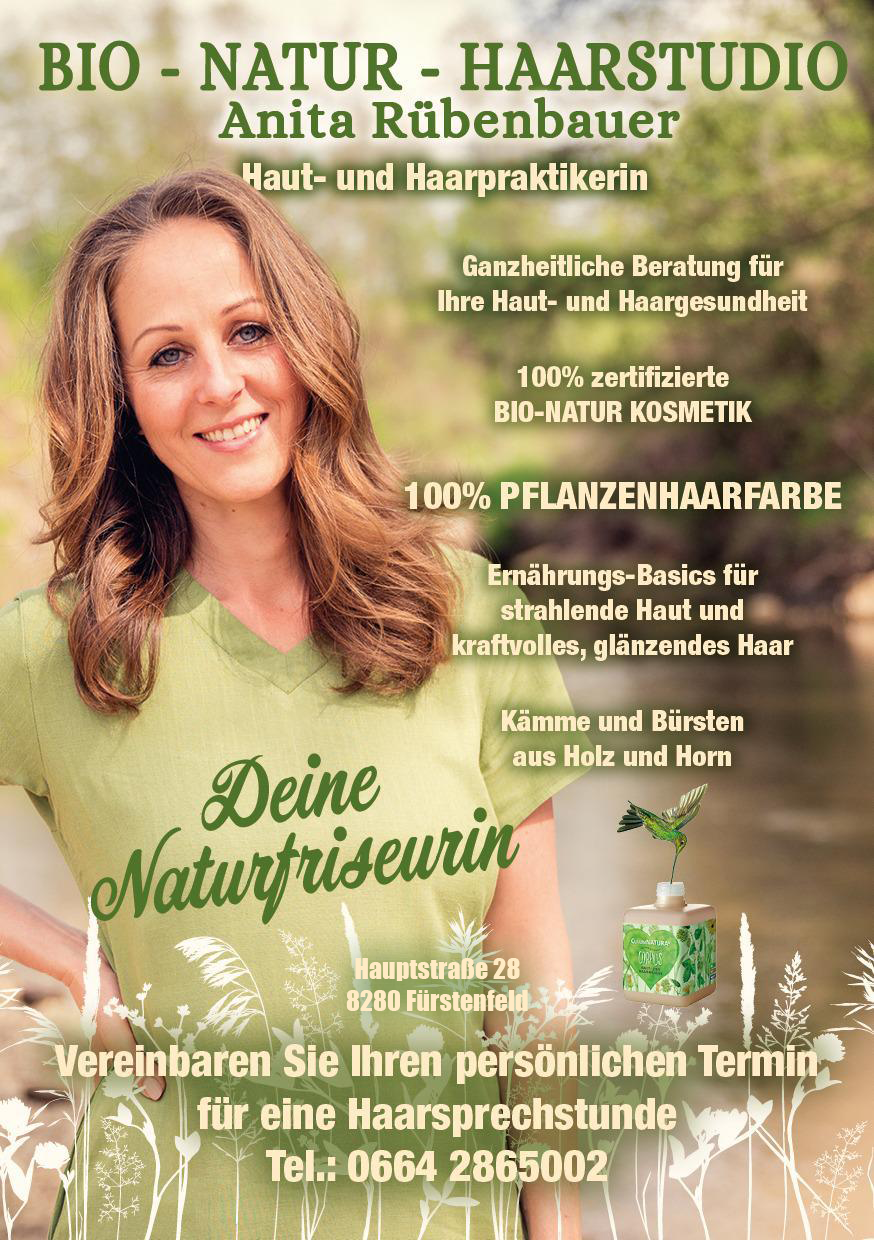 BIO - NATUR - HAARSTUDIO
Anita Rübenbauer
Haut- und Haarpraktikerin
Ganzheitliche Beratung für
Ihre Haut- und Haargesundheit
100% zertifizierte
BIO-NATUR KOSMETIK
100% PFLANZENHAARFARBE
Ernährungs-Basics für
strahlende Haut und
kraftvolles, glänzendes Haar
Kämme und Bürsten
aus Holz und Horn
Deine
Naturfriseurin
Hauptstraße 28
8280 Fürstenfeld
Vereinbaren Sie Ihren persönlichen Termin
für eine Haarsprechstunde
Tel.: 0664 2865002